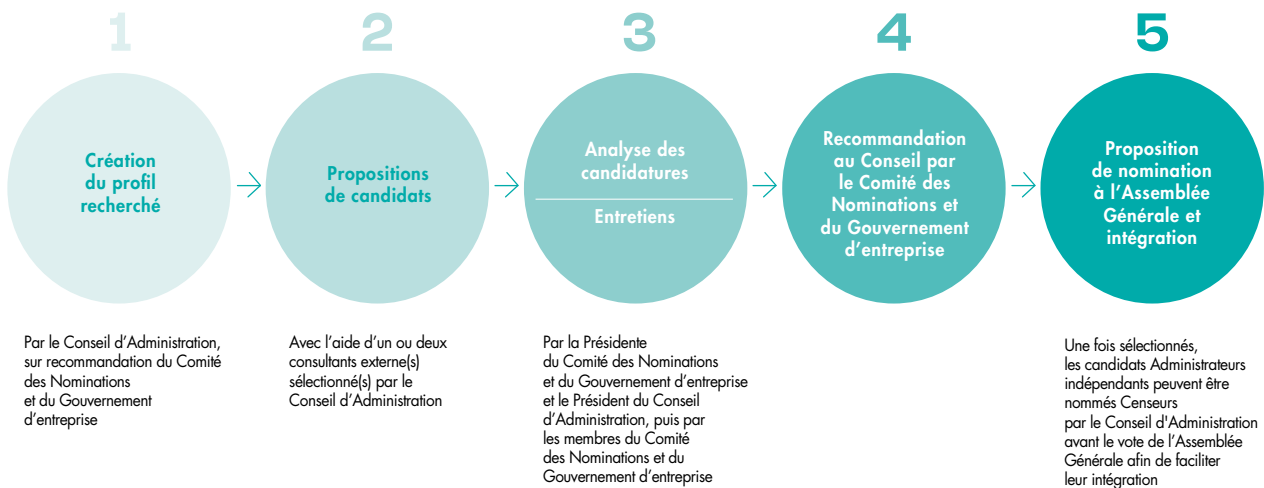 1
Création
du profil
recherché
Par le Conseil d’Administration,
sur recommandation du Comité
des Nominations
et du Gouvernement
d’entreprise
2
Propositions
de candidats
Avec l’aide d’un ou deux
consultants externe(s)
sélectionné(s) par le
Conseil d’Administration
3
Analyse des
candidatures
Entretiens
Par la Présidente
du Comité des Nominations
et du Gouvernement d’entreprise
et le Président du Conseil
d’Administration, puis par
les membres du Comité
des Nominations et du
Gouvernement d’entreprise
4
Recommandation
au Conseil par
le Comité des
Nominations et
du Gouvernement
d’entreprise
5
Proposition
de nomination
à l’Assemblée
Générale et
intégration
Une fois sélectionnés,
les candidats Administrateurs
indépendants peuvent être
nommés Censeurs
par le Conseil d'Administration
avant le vote de l’Assemblée
Générale afin de faciliter
leur intégration